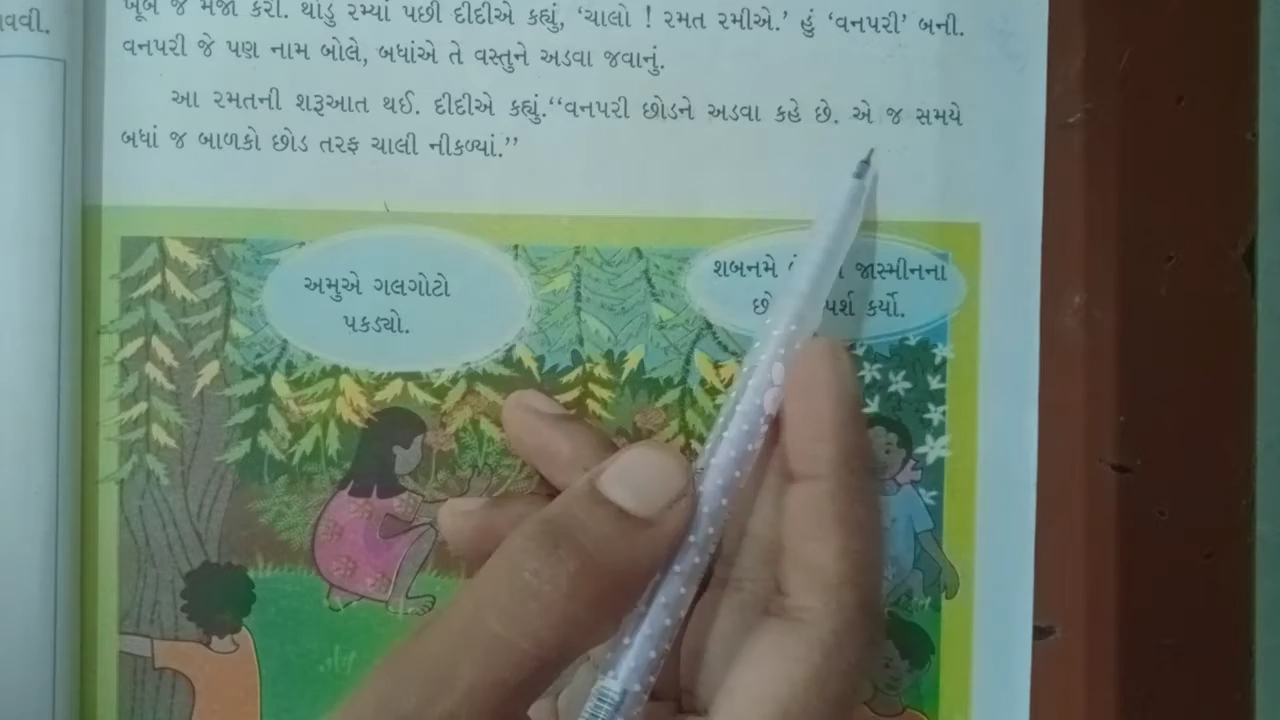 વવી.
ખૂબ જ મજા કરી. થોડું રમ્યાં પછી દીદીએ કહ્યું, ‘ચાલો ! રમત રમીએ.’ હું ‘વનપરી’ બની.
વનપરી જે પણ નામ બોલે, બધાંએ તે વસ્તુને અડવા જવાનું.
આ રમતની શરૂઆત થઈ. દીદીએ કહ્યું.“વનપરી છોડને અડવા કહે છે. એ જ સમયે
બધાં જ બાળકો છોડ તરફ ચાલી નીકળ્યાં.”
અમુએ ગલગોટો
પકડ્યો.
શબનમે જાસ્મીનના
કર્યો.